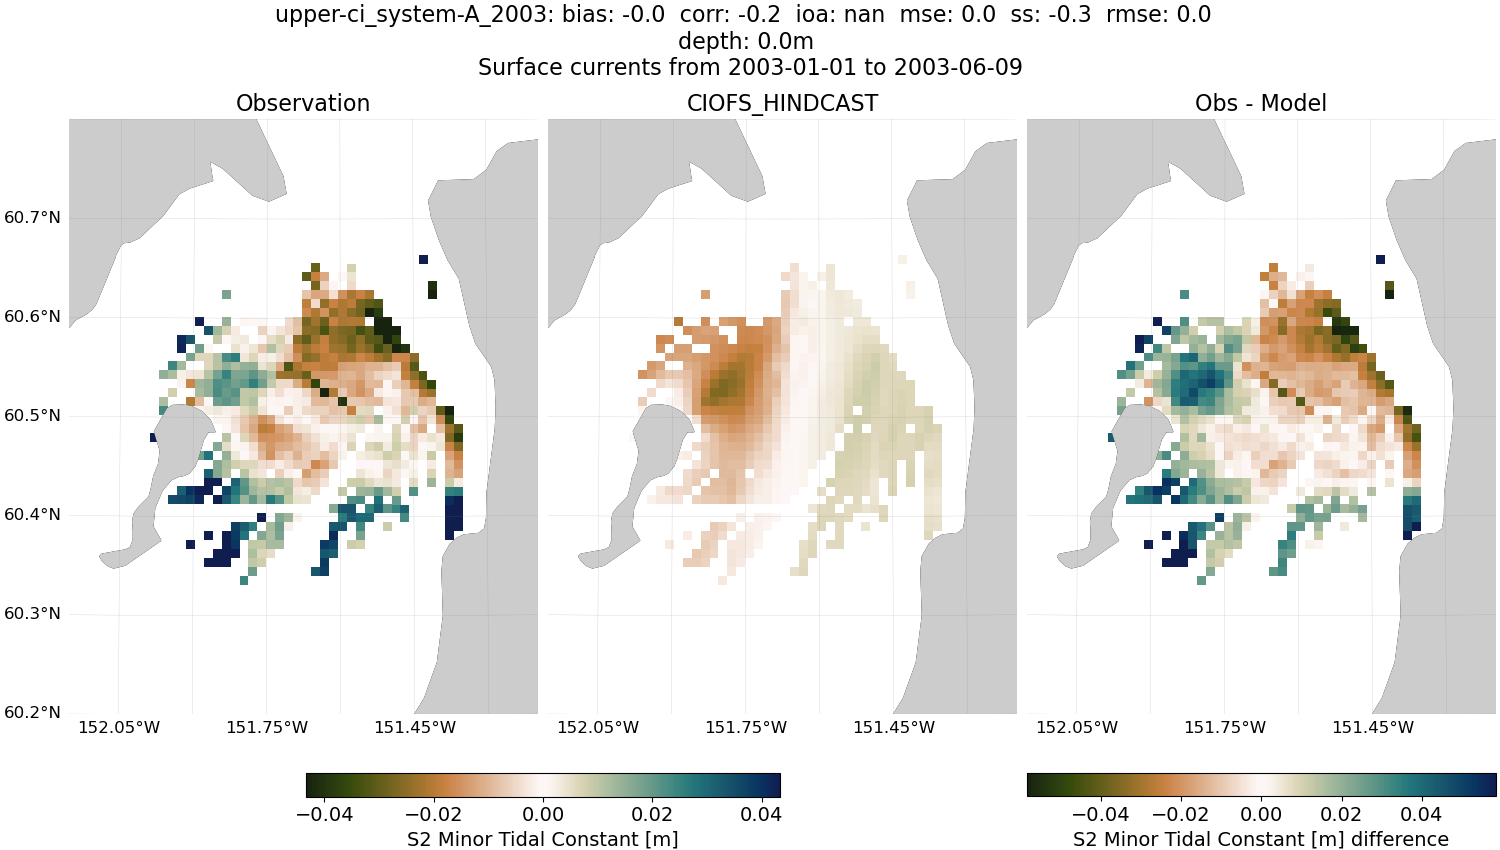 upper-ci_system-A_2003: bias: -0.0  corr: -0.2  ioa: nan  mse: 0.0  ss: -0.3  rmse: 0.0
depth: 0.0m
Surface currents from 2003-01-01 to 2003-06-09
Observation
CIOFS_HINDCAST
Obs - Model
60.7°N
60.6°N
60.5°N
60.4°N
60.3°N
60.2°N
152.05°W 151.75°W 151.45°W
152.05°W 151.75°W 151.45°W
152.05°W 151.75°W 151.45°W
−0.04 −0.02 0.00 0.02 0.04
S2 Minor Tidal Constant [m]
−0.04 −0.02 0.00 0.02 0.04
S2 Minor Tidal Constant [m] difference